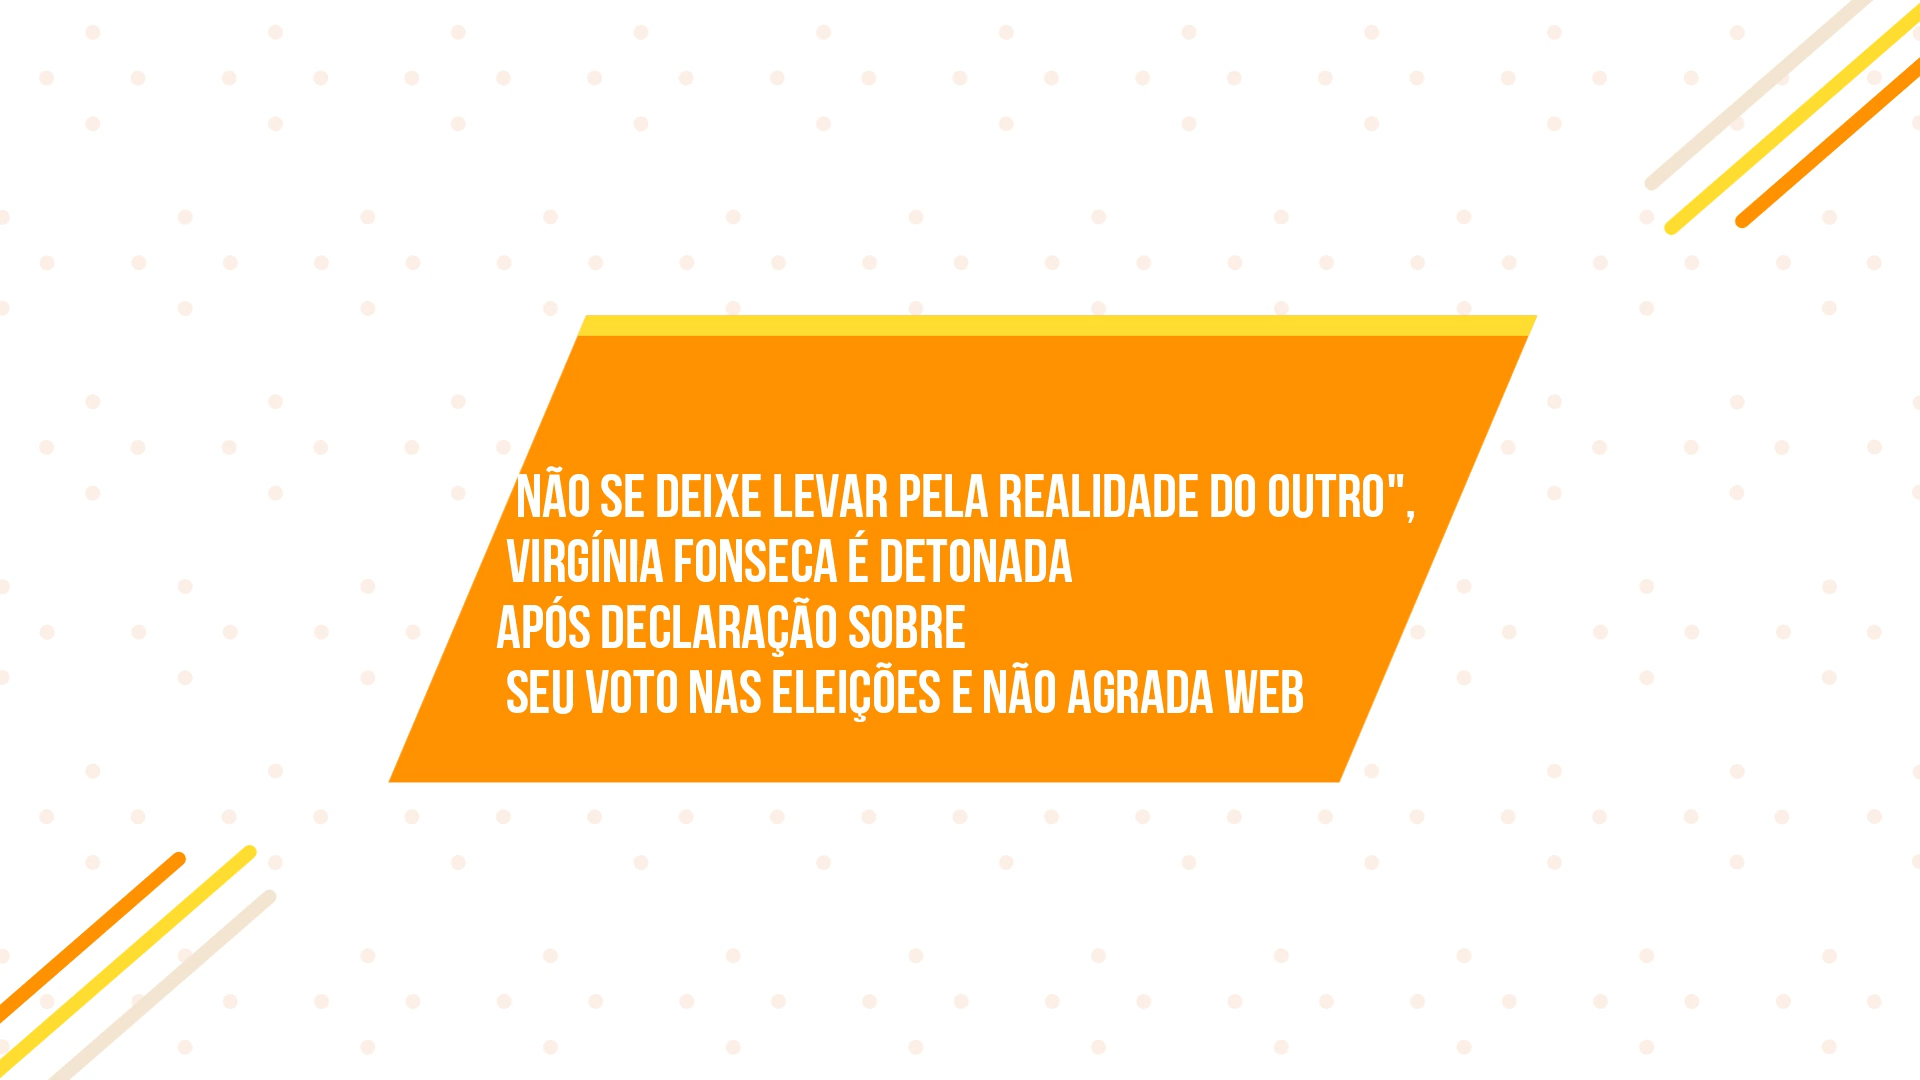 NÃO SE DEIXE LEVAR PELA REALIDADE DO OUTRO",
VIRGÍNIA FONSECA É DETONADA
APÓS DECLARAÇÃO SOBRE
SEU VOTO NAS ELEIÇÕES E NÃO AGRADA WEB